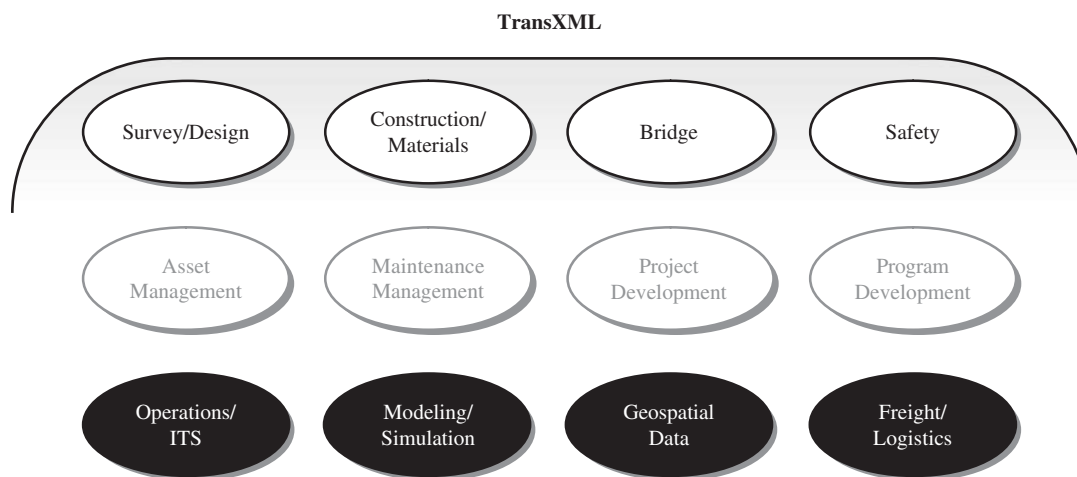 TransXML
Survey/Design
Construction/
Materials
Bridge
Safety
Asset
Management
Maintenance
Management
Project
Development
Program
Development
Operations/
ITS
Modeling/
Simulation
Geospatial
Data
Freight/
Logistics